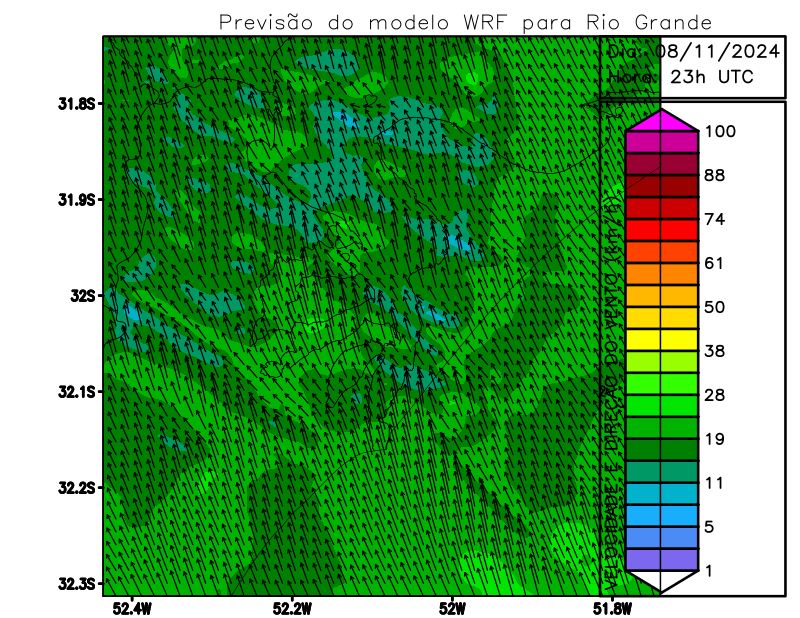 Previsão do modelo WRF para Rio Grande
Dia: 08/11/2024
Hora: 23h UTC
31.8S
31.9S
32S
32.1S
32.2S
32.3S
52.4W
52.2W
52W
51.8W
VELOCIDADE E DIREÇÃO DO VENTO (km/h)
100
88
74
61
50
38
28
19
11
5
1